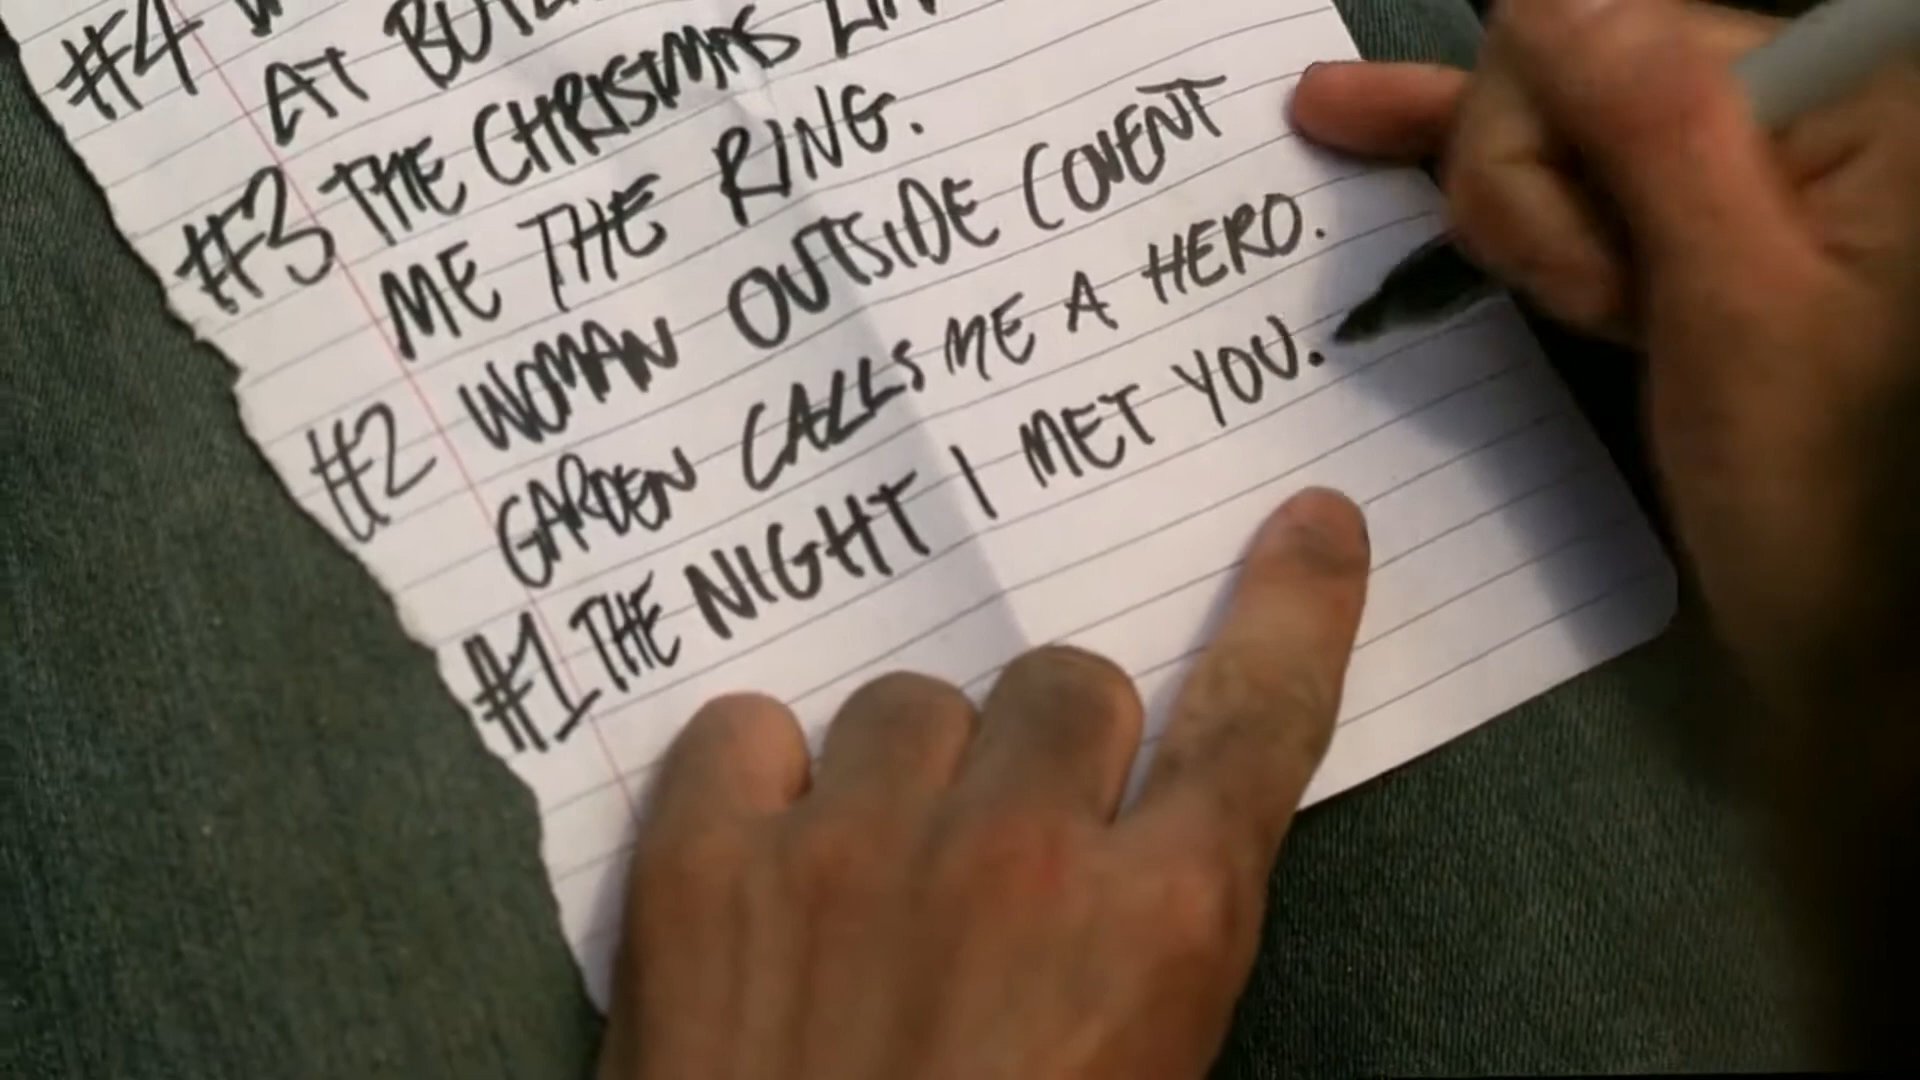 #4
AT
#3 THE CHRISTMAS
ME THE RING.
#2 WOMAN OUTSIDE COVENT
GARDEN CALLS ME A HERO.
#1 THE NIGHT I MET YOU.